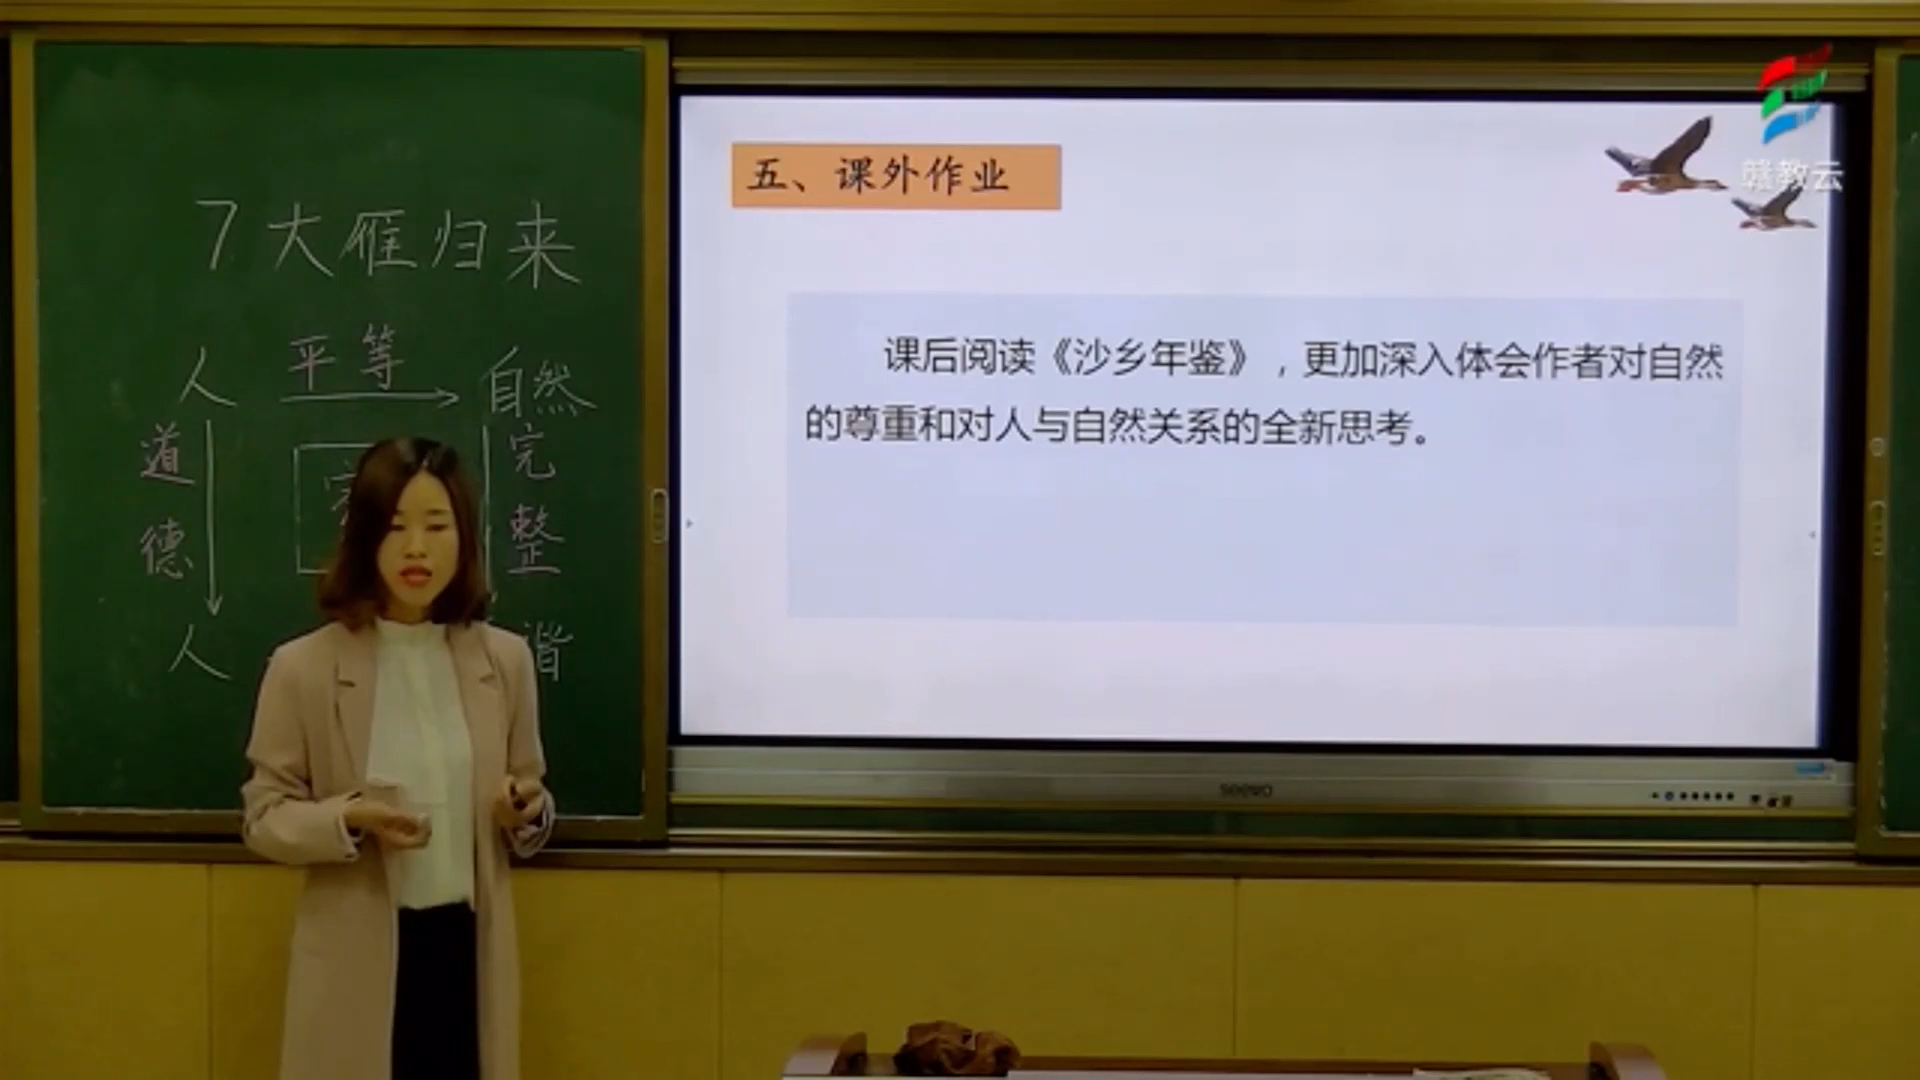 7 大雁归来
人 平等 自然
道德
完整
人
谐
五、课外作业
课后阅读《沙乡年鉴》，更加深入体会作者对自然
的尊重和对人与自然关系的全新思考。
赣教云
seewo